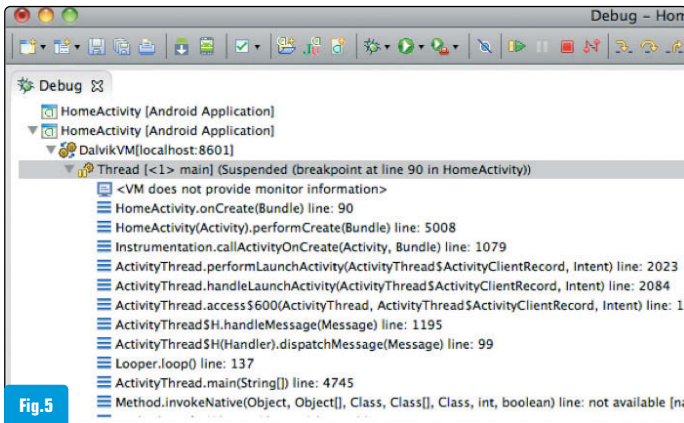 Debug – Hom
Debug
HomeActivity [Android Application]
HomeActivity [Android Application]
DalvikVM[localhost:8601]
Thread [<1> main] (Suspended (breakpoint at line 90 in HomeActivity))
<VM does not provide monitor information>
HomeActivity.onCreate(Bundle) line: 90
HomeActivity(Activity).performCreate(Bundle) line: 5008
Instrumentation.callActivityOnCreate(Activity, Bundle) line: 1079
ActivityThread.performLaunchActivity(ActivityThread$ActivityClientRecord, Intent) line: 2023
ActivityThread.handleLaunchActivity(ActivityThread$ActivityClientRecord, Intent) line: 2084
ActivityThread.access$600(ActivityThread, ActivityThread$ActivityClientRecord, Intent) line: 1
ActivityThread$H.handleMessage(Message) line: 1195
ActivityThread$H(Handler).dispatchMessage(Message) line: 99
Looper.loop() line: 137
ActivityThread.main(String[]) line: 4745
Method.invokeNative(Object, Object[], Class, Class[], Class, int, boolean) line: not available [na
Fig.5